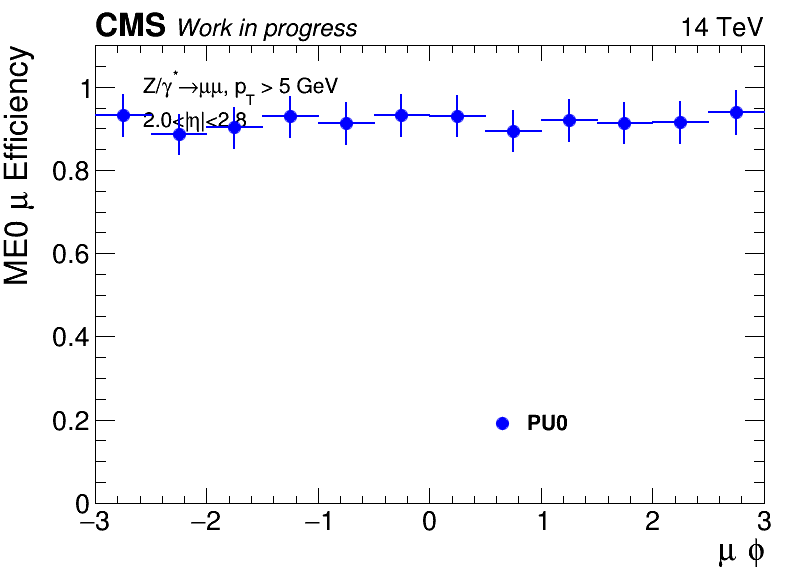 CMS Work in progress 14 TeV
Z/γ*→μμ, pT > 5 GeV
2.0<|η|<2.8
ME0 μ Efficiency
1
0.8
0.6
0.4
0.2
0
PU0
−3 −2 −1 0 1 2 3
μ ϕ